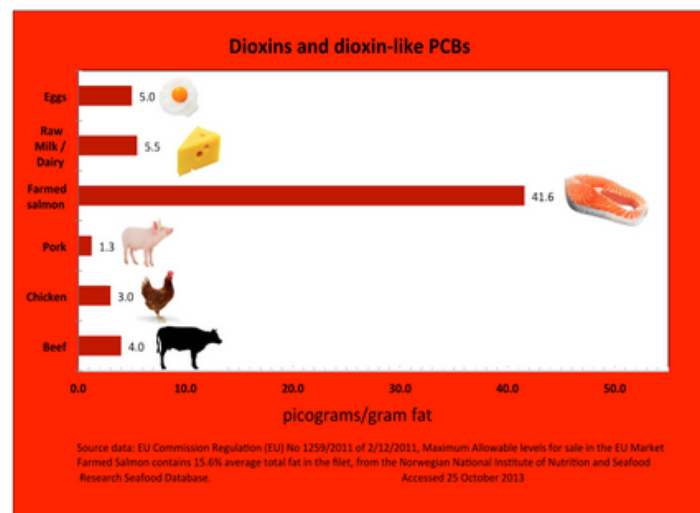 Dioxins and dioxin-like PCBs
Eggs
5.0
Raw
Milk /
Dairy
5.5
Farmed
salmon
41.6
Pork
1.3
Chicken
3.0
Beef
4.0
0.0 10.0 20.0 30.0 40.0 50.0
picograms/gram fat
Source data: EU Commission Regulation (EU) No 1259/2011 of 2/12/2011, Maximum Allowable levels for sale in the EU Market
Farmed Salmon contains 15.6% average total fat in the filet, from the Norwegian National Institute of Nutrition and Seafood
Research Seafood Database. Accessed 25 October 2013